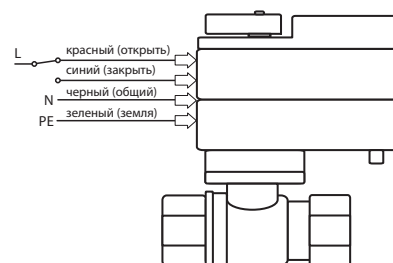 L
красный (открыть)
синий (закрыть)
N черный (общий)
PE зеленый (земля)